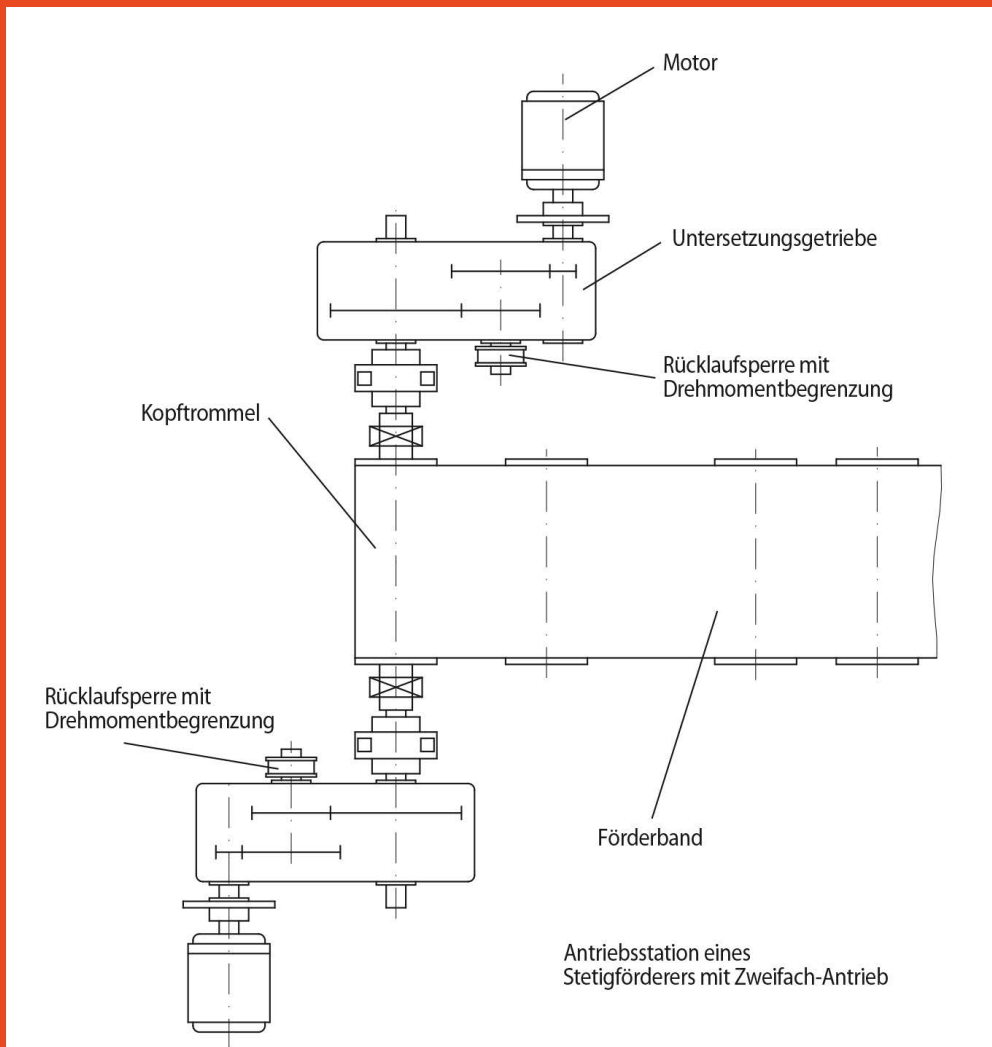 Motor
Untersetzungsgetriebe
Rücklaufsperre mit
Drehmomentbegrenzung
Kopftrommel
Rücklaufsperre mit
Drehmomentbegrenzung
Förderband
Antriebsstation eines
Stetigförderers mit Zweifach-Antrieb